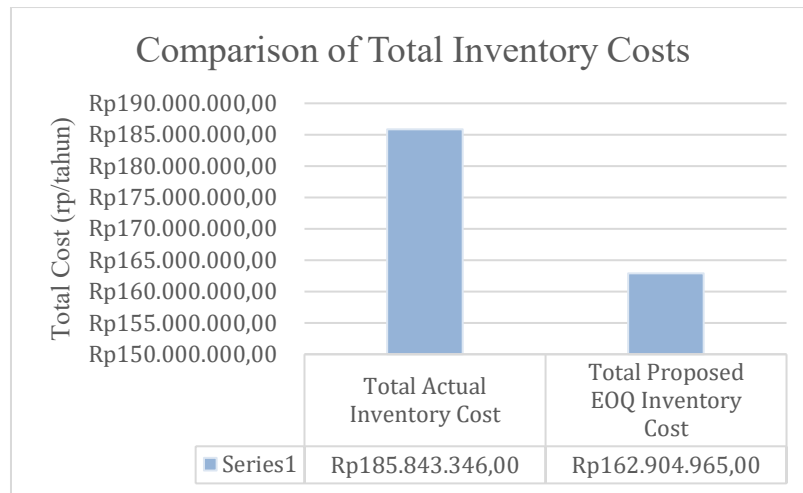 Comparison of Total Inventory Costs
Total Cost (rp/tahun)
Rp190.000.000,00
Rp185.000.000,00
Rp180.000.000,00
Rp175.000.000,00
Rp170.000.000,00
Rp165.000.000,00
Rp160.000.000,00
Rp155.000.000,00
Rp150.000.000,00
Total Actual
Inventory Cost
Total Proposed
EOQ Inventory
Cost
Series1
Rp185.843.346,00
Rp162.904.965,00